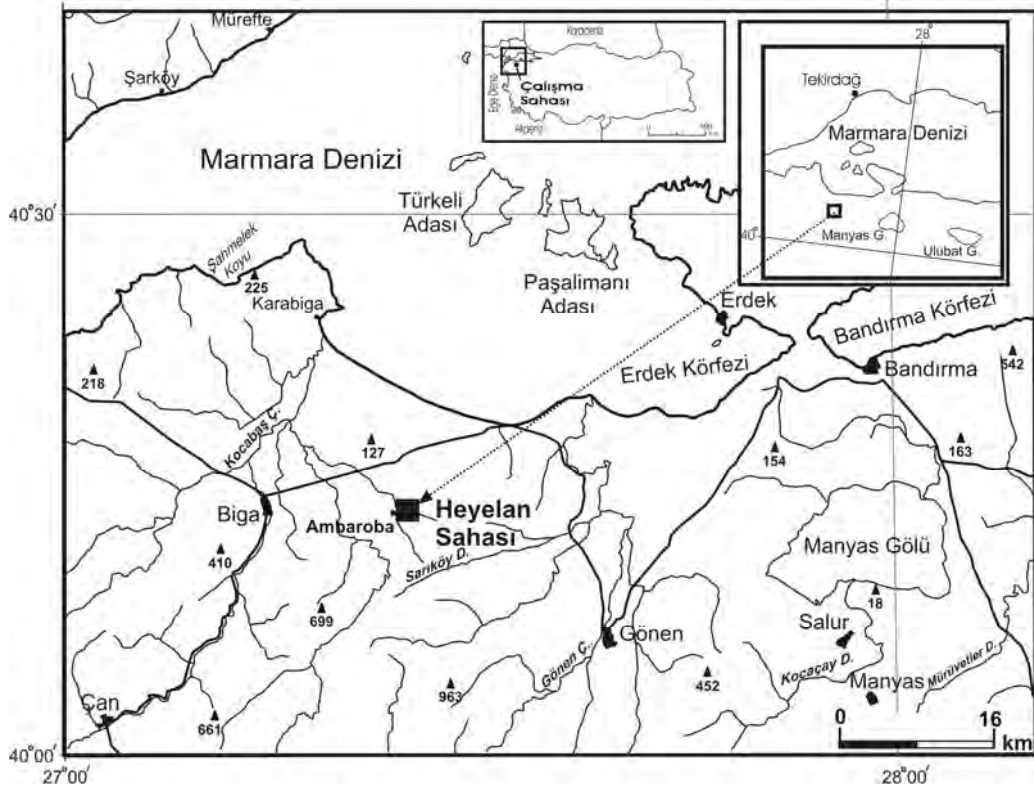 Mürefte
Şarköy
Marmara Denizi
Karadeniz
Çalışma
Sahası
Akdeniz
28
Tekirdağ
Marmara Denizi
40
Manyas G.
Ulubat G.
40°30'
Türkeli
Adası
Paşalimanı
Adası
Şahmelek
Koyu
225
Karabiga
Erdek
Bandırma Körfezi
Erdek Körfezi
Bandırma
542
218
Kocabaş Ç.
127
154
163
Biga
Ambaroba
Heyelan
Sahası
Sarıköy D.
Manyas Gölü
410
699
18
Salur
Gönen
Gönen Ç.
452
Kocaçay D.
Mürüvetler D.
Manyas
963
Çan
661
0
16
km
40°00'
27°00'
28°00'